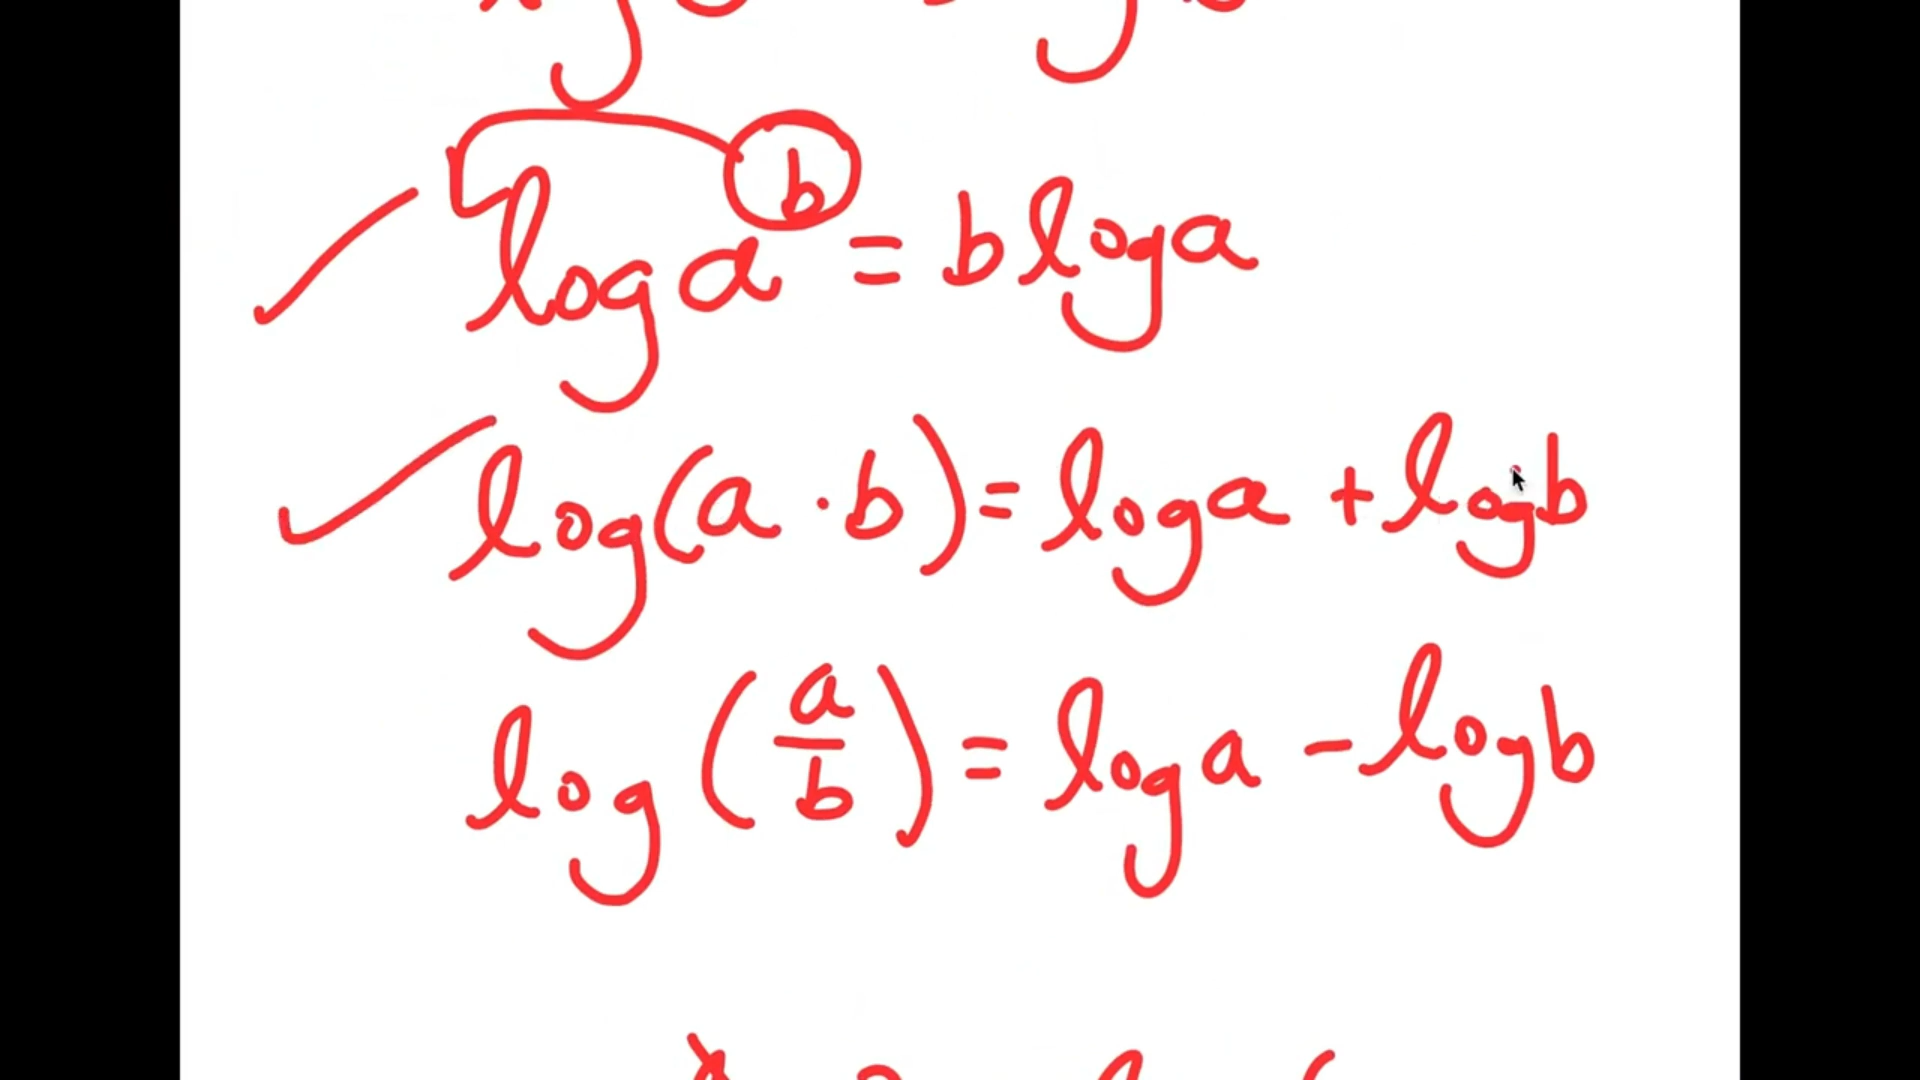 log a^b = b log a
log(a · b) = log a + log b
log (a/b) = log a - log b